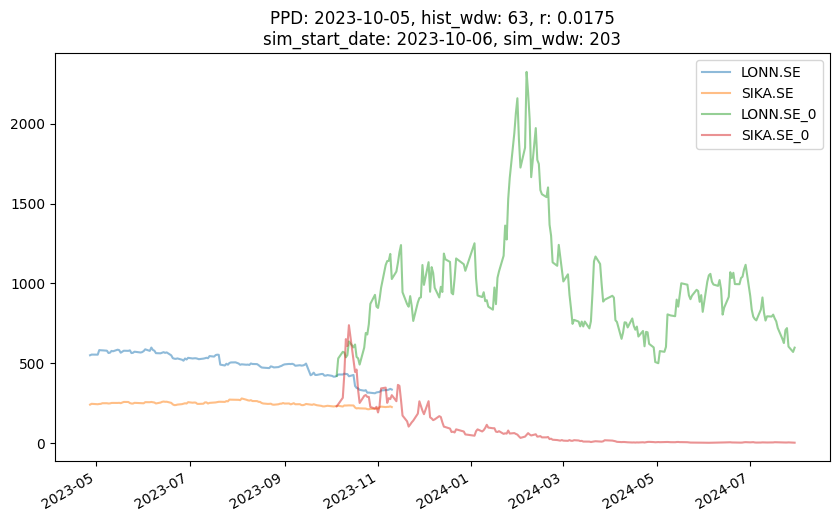 PPD: 2023-10-05, hist_wdw: 63, r: 0.0175
sim_start_date: 2023-10-06, sim_wdw: 203
LONN.SE
SIKA.SE
LONN.SE_0
SIKA.SE_0
2000
1500
1000
500
0
2023-05
2023-07
2023-09
2023-11
2024-01
2024-03
2024-05
2024-07